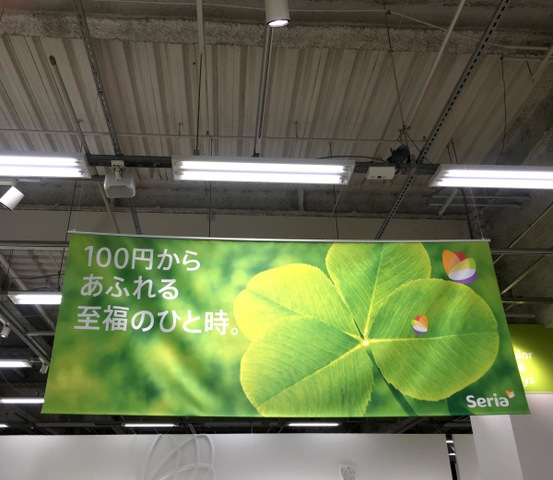 100円から
あふれる
至福のひと時。
Seria